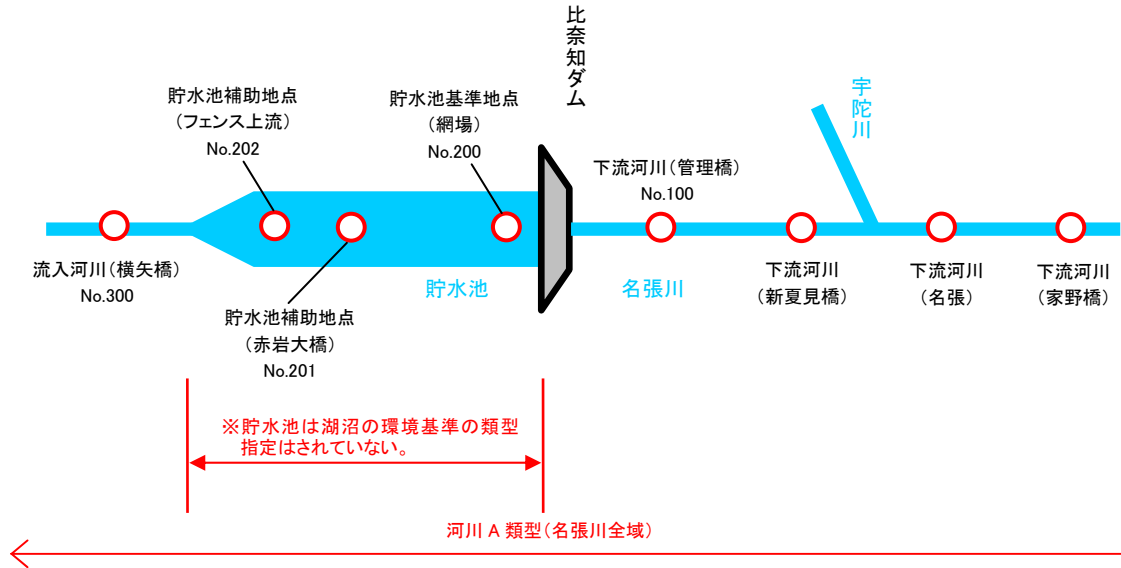 比奈知ダム
宇陀川
貯水池補助地点
（フェンス上流）
No.202
貯水池基準地点
（網場）
No.200
下流河川（管理橋）
No.100
流入河川（横矢橋）
No.300
貯水池補助地点
（赤岩大橋）
No.201
貯水池
名張川
下流河川
（新夏見橋）
下流河川
（名張）
下流河川
（家野橋）
※貯水池は湖沼の環境基準の類型
指定はされていない。
河川 A 類型（名張川全域）